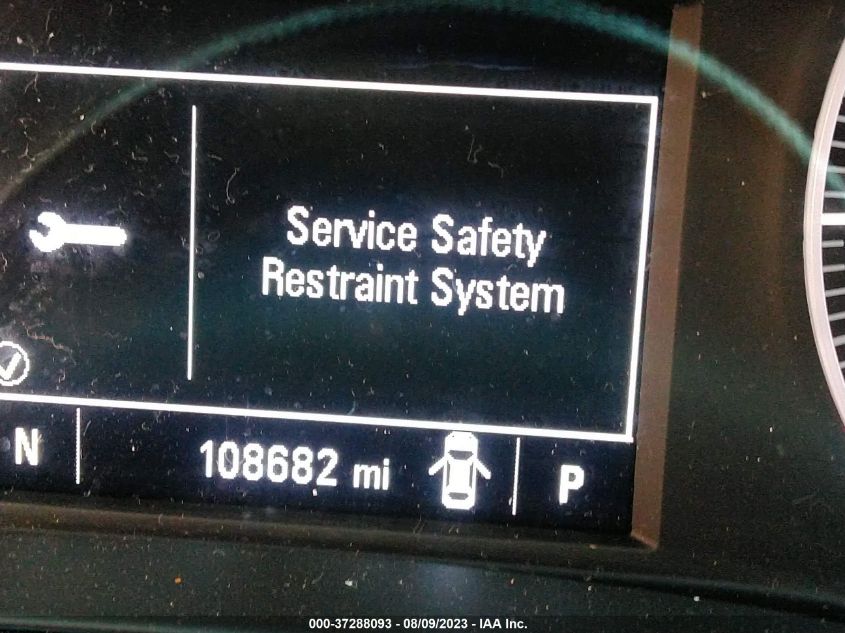 Service Safety
Restraint System
N 108682 mi P
000-37288093 - 08/09/2023 - IAA Inc.